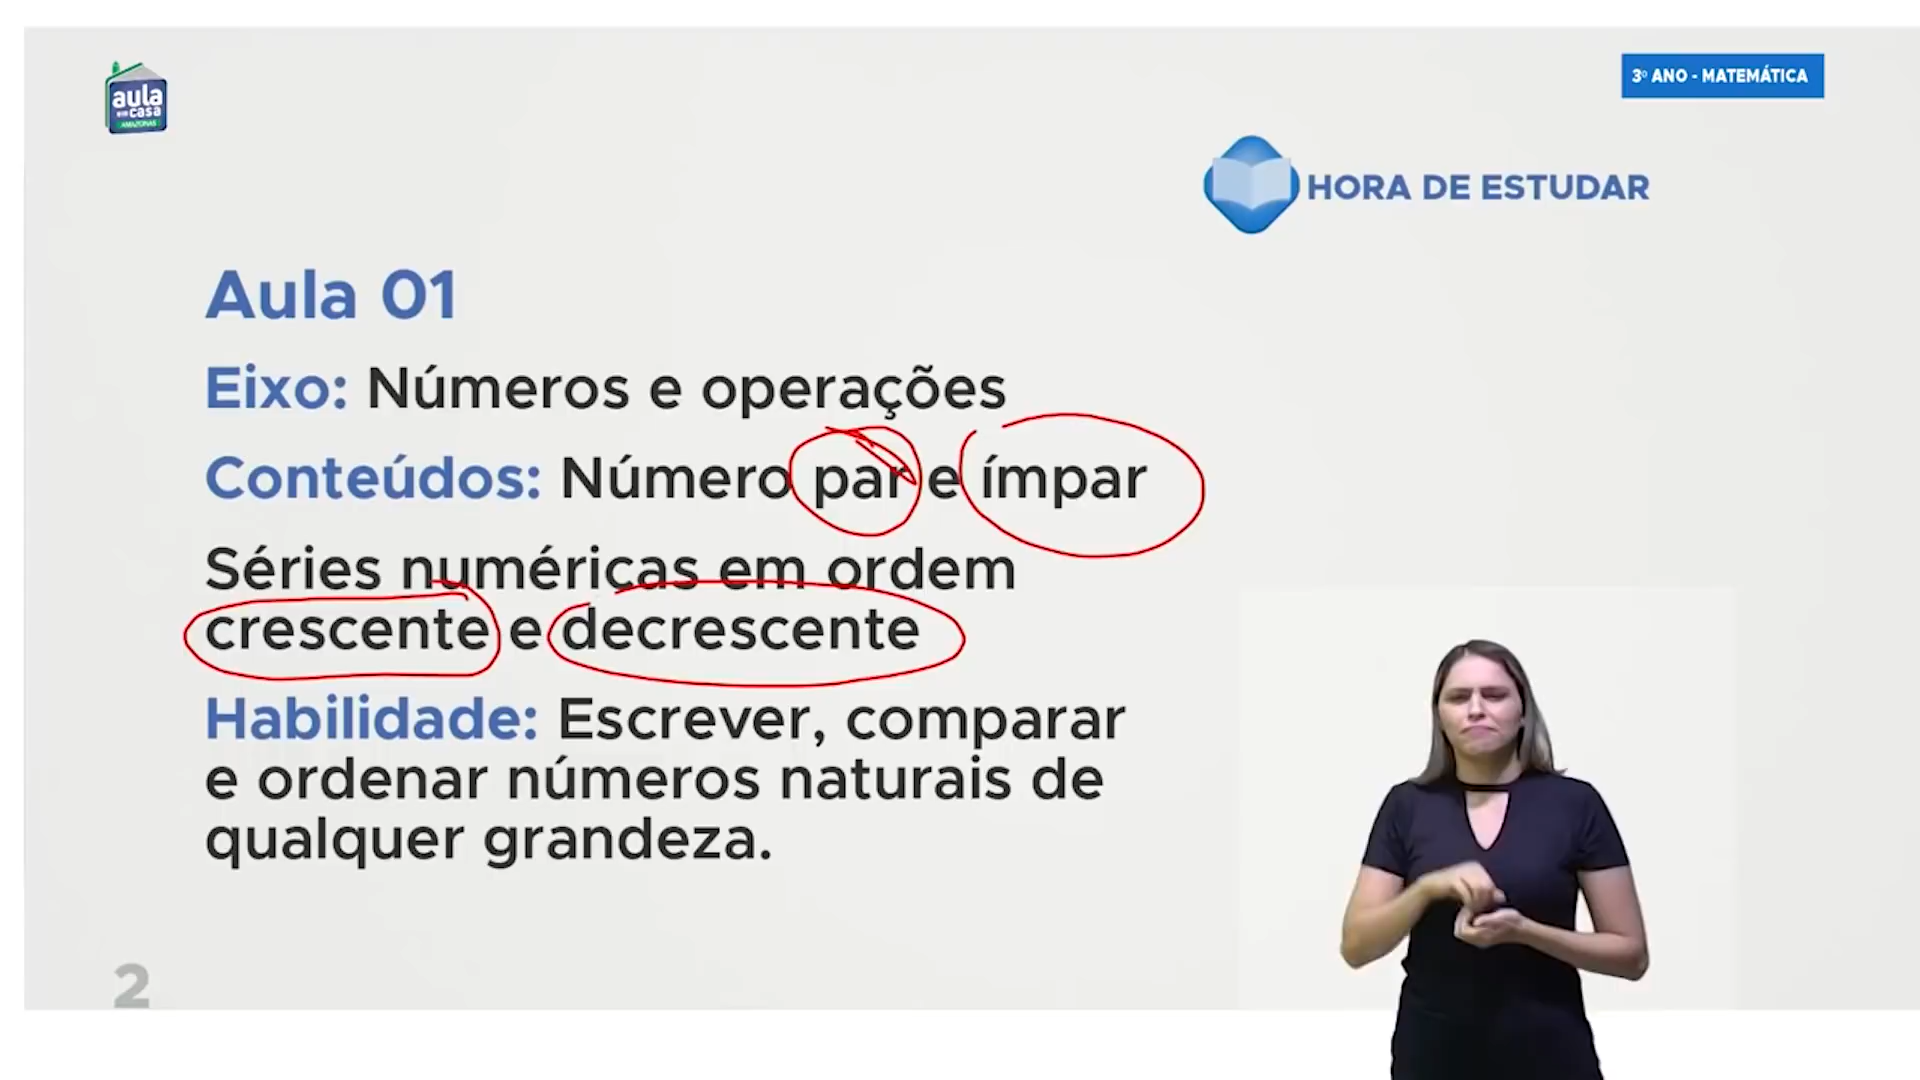 aula
em casa
AMAZONAS
3º ANO - MATEMÁTICA
HORA DE ESTUDAR
Aula 01
Eixo: Números e operações
Conteúdos: Número par e ímpar
Séries numéricas em ordem
crescente e decrescente
Habilidade: Escrever, comparar
e ordenar números naturais de
qualquer grandeza.
2